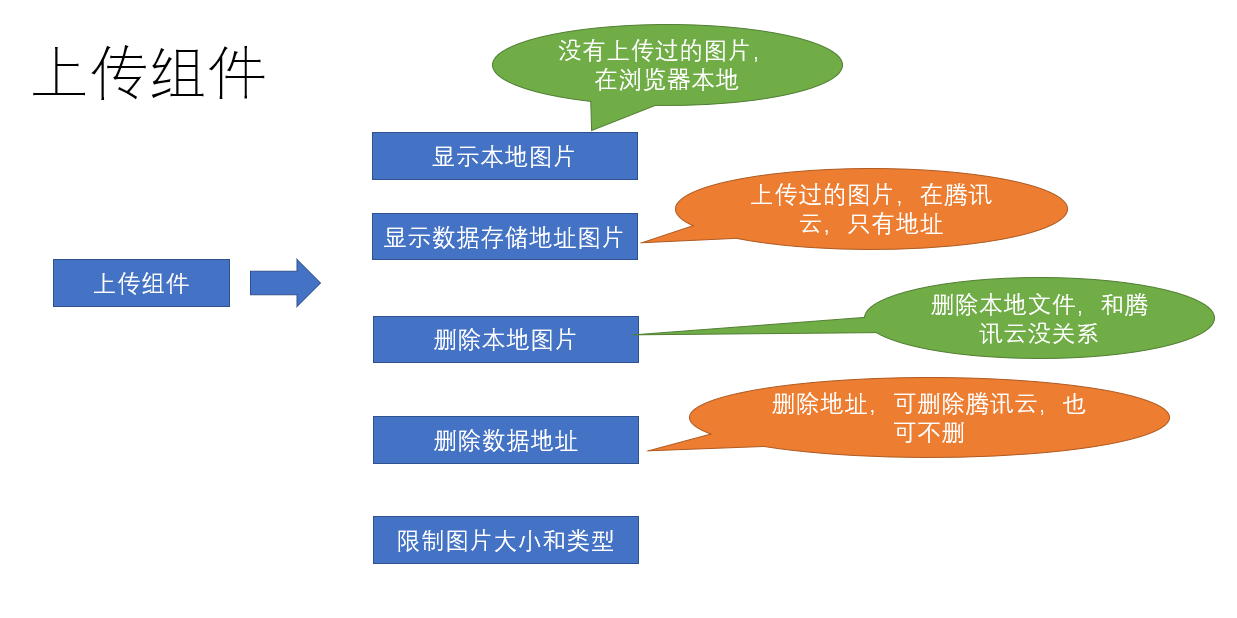 上传组件
没有上传过的图片，
在浏览器本地
显示本地图片
上传过的图片，在腾讯
云，只有地址
显示数据存储地址图片
上传组件
删除本地文件，和腾
讯云没关系
删除本地图片
删除地址，可删除腾讯云，也
可不删
删除数据地址
限制图片大小和类型